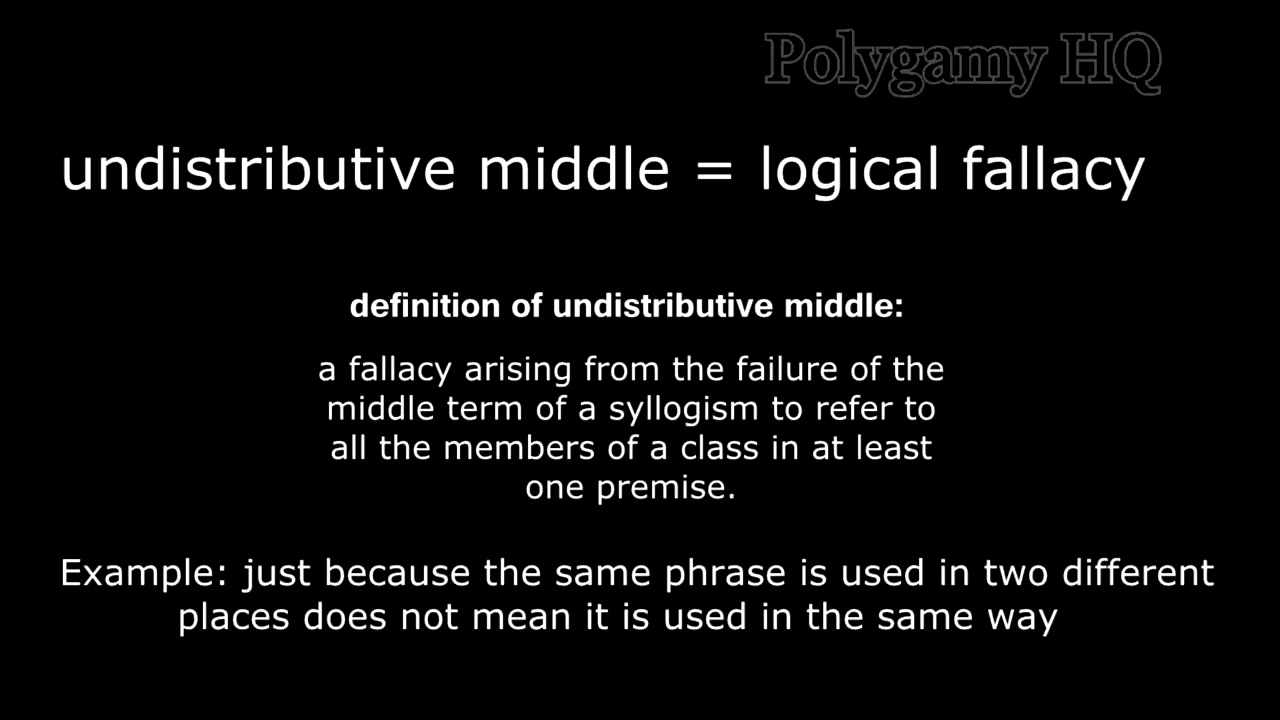 Polygamy HQ
undistributive middle = logical fallacy
definition of undistributive middle:
a fallacy arising from the failure of the
middle term of a syllogism to refer to
all the members of a class in at least
one premise.
Example: just because the same phrase is used in two different
places does not mean it is used in the same way